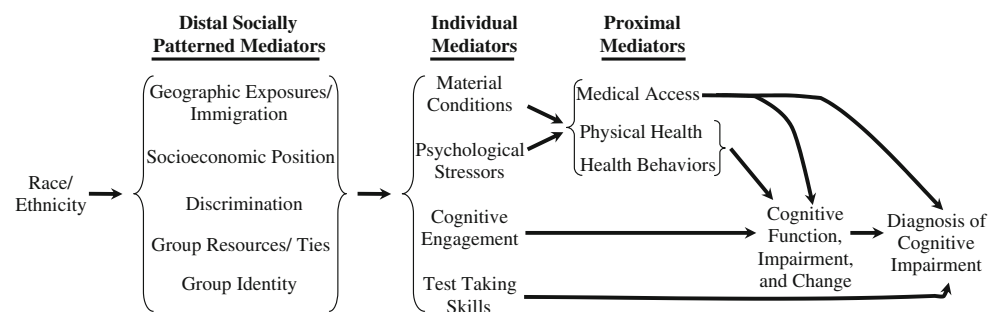 Distal Socially
Patterned Mediators
Individual
Mediators
Proximal
Mediators
Race/
Ethnicity
Geographic Exposures/
Immigration
Socioeconomic Position
Discrimination
Group Resources/ Ties
Group Identity
Material
Conditions
Psychological
Stressors
Cognitive
Engagement
Test Taking
Skills
Medical Access
Physical Health
Health Behaviors
Cognitive
Function,
Impairment,
and Change
Diagnosis of
Cognitive
Impairment